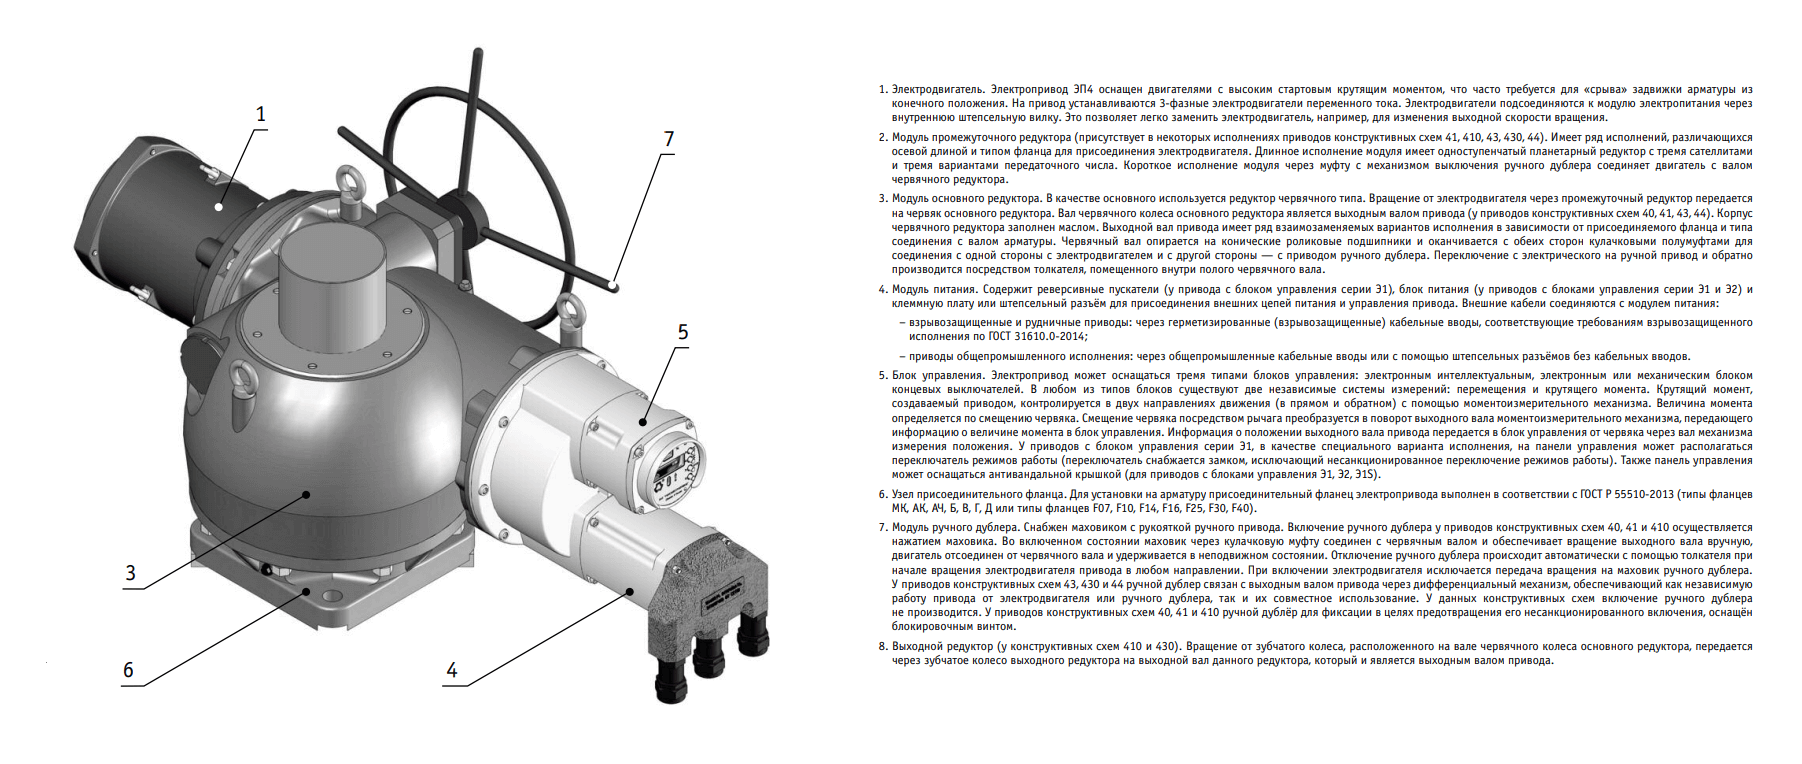 1
7
5
3
6
4
1. Электродвигатель. Электропривод ЭП4 оснащен двигателями с высоким стартовым крутящим моментом, что часто требуется для «срыва» задвижки арматуры из
конечного положения. На привод устанавливаются 3-фазные электродвигатели переменного тока. Электродвигатели подсоединяются к модулю электропитания через
внутреннюю штепсельную вилку. Это позволяет легко заменить электродвигатель, например, для изменения выходной скорости вращения.
2. Модуль промежуточного редуктора (присутствует в некоторых исполнениях приводов конструктивных схем 41, 410, 43, 430, 44). Имеет ряд исполнений, различающихся
осевой длиной и типом фланца для присоединения электродвигателя. Длинное исполнение модуля имеет одноступенчатый планетарный редуктор с тремя сателлитами
и тремя вариантами передаточного числа. Короткое исполнение модуля через муфту с механизмом выключения ручного дублера соединяет двигатель с валом
червячного редуктора.
3. Модуль основного редуктора. В качестве основного используется редуктор червячного типа. Вращение от электродвигателя через промежуточный редуктор передается
на червяк основного редуктора. Вал червячного колеса основного редуктора является выходным валом привода (у приводов конструктивных схем 40, 41, 43, 44). Корпус
червячного редуктора заполнен маслом. Выходной вал привода имеет ряд взаимозаменяемых вариантов исполнения в зависимости от присоединяемого фланца и типа
соединения с валом арматуры. Червячный вал опирается на конические роликовые подшипники и оканчивается с обеих сторон кулачковыми полумуфтами для
соединения с одной стороны с электродвигателем и с другой стороны — с приводом ручного дублера. Переключение с электрического на ручной привод и обратно
производится посредством толкателя, помещенного внутри полого червячного вала.
4. Модуль питания. Содержит реверсивные пускатели (у привода с блоком управления серии Э1), блок питания (у приводов с блоками управления серии Э1 и Э2) и
клеммную плату или штепсельный разъём для присоединения внешних цепей питания и управления привода. Внешние кабели соединяются с модулем питания:
– взрывозащищенные и рудничные приводы: через герметизированные (взрывозащищенные) кабельные вводы, соответствующие требованиям взрывозащищенного
исполнения по ГОСТ 31610.0-2014;
– приводы общепромышленного исполнения: через общепромышленные кабельные вводы или с помощью штепсельных разъёмов без кабельных вводов.
5. Блок управления. Электропривод может оснащаться тремя типами блоков управления: электронным интеллектуальным, электронным или механическим блоком
концевых выключателей. В любом из типов блоков существуют две независимые системы измерений: перемещения и крутящего момента. Крутящий момент,
создаваемый приводом, контролируется в двух направлениях движения (в прямом и обратном) с помощью моментоизмерительного механизма. Величина момента
определяется по смещению червяка. Смещение червяка посредством рычага преобразуется в поворот выходного вала моментоизмерительного механизма, передающего
информацию о величине момента в блок управления. Информация о положении выходного вала привода передается в блок управления от червяка через вал механизма
измерения положения. У приводов с блоком управления серии Э1, в качестве специального варианта исполнения, на панели управления может располагаться
переключатель режимов работы (переключатель снабжается замком, исключающий несанкционированное переключение режимов работы). Также панель управления
может оснащаться антивандальной крышкой (для приводов с блоками управления Э1, Э2, Э1S).
6. Узел присоединительного фланца. Для установки на арматуру присоединительный фланец электропривода выполнен в соответствии с ГОСТ Р 55510-2013 (типы фланцев
МК, АК, АЧ, Б, В, Г, Д или типы фланцев F07, F10, F14, F16, F25, F30, F40).
7. Модуль ручного дублера. Снабжен маховиком с рукояткой ручного привода. Включение ручного дублера у приводов конструктивных схем 40, 41 и 410 осуществляется
нажатием маховика. Во включенном состоянии маховик через кулачковую муфту соединен с червячным валом и обеспечивает вращение выходного вала вручную,
двигатель отсоединен от червячного вала и удерживается в неподвижном состоянии. Отключение ручного дублера происходит автоматически с помощью толкателя при
начале вращения электродвигателя привода в любом направлении. При включении электродвигателя исключается передача вращения на маховик ручного дублера.
У приводов конструктивных схем 43, 430 и 44 ручной дублер связан с выходным валом привода через дифференциальный механизм, обеспечивающий как независимую
работу привода от электродвигателя или ручного дублера, так и их совместное использование. У данных конструктивных схем включение ручного дублера
не производится. У приводов конструктивных схем 40, 41 и 410 ручной дублёр для фиксации в целях предотвращения его несанкционированного включения, оснащён
блокировочным винтом.
8. Выходной редуктор (у конструктивных схем 410 и 430). Вращение от зубчатого колеса, расположенного на вале червячного колеса основного редуктора, передается
через зубчатое колесо выходного редуктора на выходной вал данного редуктора, который и является выходным валом привода.